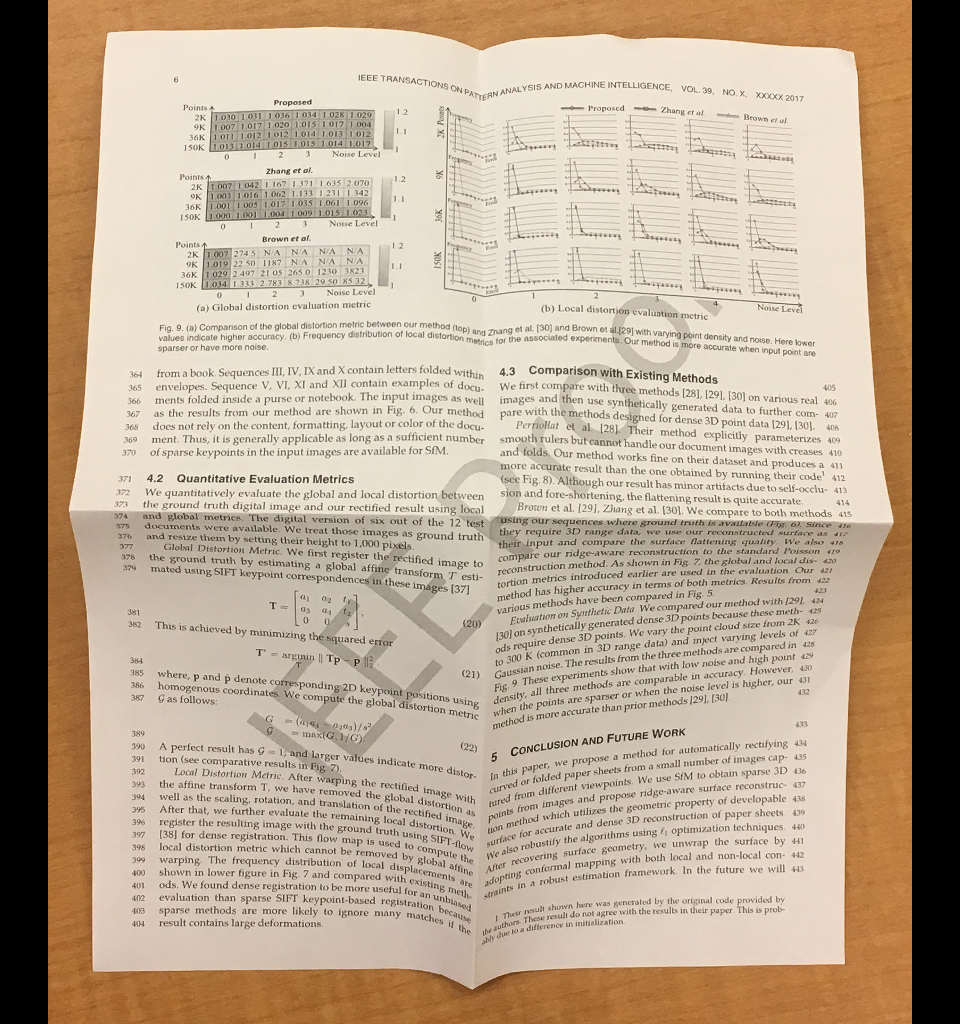 6
IEEE TRANSACTIONS ON PATTERN ANALYSIS AND MACHINE INTELLIGENCE, VOL. 39, NO. X, XXXXX 2017
Proposed
Points
2K 1.030 1.031 1.036 1.034 1.028 1.029
9K 1.007 1.017 1.020 1.015 1.017 1.004
36K 1.011 1.012 1.012 1.014 1.013 1.012
150K 1.013 1.014 1.015 1.015 1.014 1.017
0 1 2 3 Noise Level
1.2
1.1
1
Zhang et al.
Points
2K 1.007 1.042 1.167 1.371 1.635 2.070
9K 1.003 1.016 1.062 1.133 1.231 1.342
36K 1.001 1.005 1.017 1.035 1.061 1.096
150K 1.000 1.001 1.004 1.009 1.015 1.023
0 1 2 3 Noise Level
1.2
1.1
1
Brown et al.
Points
2K 1.007 274.5 N/A N/A N/A N/A
9K 1.019 22.50 1187 N/A N/A N/A
36K 1.029 2.497 21.05 265.0 1230 3823
150K 1.034 1.333 2.783 8.738 29.50 85.32
0 1 2 3 Noise Level
1.2
1.1
1
(a) Global distortion evaluation metric
Proposed Zhang et al. Brown et al.
2K Points
9K
36K
150K
Frequency
Error
0 1 2 3 4 Noise Level
(b) Local distortion evaluation metric
Fig. 9. (a) Comparison of the global distortion metric between our method (top) and Zhang et al. [30] and Brown et al.[29] with varying point density and noise. Here lower
values indicate higher accuracy. (b) Frequency distribution of local distortion metrics for the associated experiments. Our method is more accurate when input point are
sparser or have more noise.
364 from a book. Sequences III, IV, IX and X contain letters folded within
365 envelopes. Sequence V, VI, XI and XII contain examples of docu-
366 ments folded inside a purse or notebook. The input images as well
367 as the results from our method are shown in Fig. 6. Our method
368 does not rely on the content, formatting, layout or color of the docu-
369 ment. Thus, it is generally applicable as long as a sufficient number
370 of sparse keypoints in the input images are available for SfM.
371 4.2 Quantitative Evaluation Metrics
372 We quantitatively evaluate the global and local distortion between
373 the ground truth digital image and our rectified result using local
374 and global metrics. The digital version of six out of the 12 test
375 documents were available. We treat those images as ground truth
376 and resize them by setting their height to 1,000 pixels.
377 Global Distortion Metric. We first register the rectified image to
378 the ground truth by estimating a global affine transform T esti-
379 mated using SIFT keypoint correspondences in these images [37]
T = [a1 a2 t1
a3 a4 t2
0 0 s], (20)
381
382 This is achieved by minimizing the squared error
T* = argmin T || Tp − p̂ ||², (21)
384
385 where, p and p̂ denote corresponding 2D keypoint positions using
386 homogenous coordinates. We compute the global distortion metric
387 G as follows:
G = (a1a4 − a2a3)/s²
𝒢 = max(G, 1/G). (22)
389
390 A perfect result has 𝒢 = 1, and larger values indicate more distor-
391 tion (see comparative results in Fig. 7).
392 Local Distortion Metric. After warping the rectified image with
393 the affine transform T, we have removed the global distortion as
394 well as the scaling, rotation, and translation of the rectified image.
395 After that, we further evaluate the remaining local distortion. We
396 register the resulting image with the ground truth using SIFT-flow
397 [38] for dense registration. This flow map is used to compute the
398 local distortion metric which cannot be removed by global affine
399 warping. The frequency distribution of local displacements are
400 shown in lower figure in Fig. 7 and compared with existing meth-
401 ods. We found dense registration to be more useful for an unbiased
402 evaluation than sparse SIFT keypoint-based registration because
403 sparse methods are more likely to ignore many matches if the
404 result contains large deformations.
4.3 Comparison with Existing Methods 405
We first compare with three methods [28], [29], [30] on various real 406
images and then use synthetically generated data to further com- 407
pare with the methods designed for dense 3D point data [29], [30]. 408
Perriollat et al. [28]. Their method explicitly parameterizes 409
smooth rulers but cannot handle our document images with creases 410
and folds. Our method works fine on their dataset and produces a 411
more accurate result than the one obtained by running their code¹ 412
(see Fig. 8). Although our result has minor artifacts due to self-occlu- 413
sion and fore-shortening, the flattening result is quite accurate. 414
Brown et al. [29], Zhang et al. [30]. We compare to both methods 415
using our sequences where ground truth is available (Fig. 6). Since 416
they require 3D range data, we use our reconstructed surface as 417
their input and compare the surface flattening quality. We also 418
compare our ridge-aware reconstruction to the standard Poisson 419
reconstruction method. As shown in Fig. 7, the global and local dis- 420
tortion metrics introduced earlier are used in the evaluation. Our 421
method has higher accuracy in terms of both metrics. Results from 422
various methods have been compared in Fig. 5. 423
Evaluation on Synthetic Data. We compared our method with [29], 424
[30] on synthetically generated dense 3D points because these meth- 425
ods require dense 3D points. We vary the point cloud size from 2K 426
to 300 K (common in 3D range data) and inject varying levels of 427
Gaussian noise. The results from the three methods are compared in 428
Fig. 9. These experiments show that with low noise and high point 429
density, all three methods are comparable in accuracy. However, 430
when the points are sparser or when the noise level is higher, our 431
method is more accurate than prior methods [29], [30]. 432
5 CONCLUSION AND FUTURE WORK 433
In this paper, we propose a method for automatically rectifying 434
curved or folded paper sheets from a small number of images cap- 435
tured from different viewpoints. We use SfM to obtain sparse 3D 436
points from images and propose ridge-aware surface reconstruc- 437
tion method which utilizes the geometric property of developable 438
surface for accurate and dense 3D reconstruction of paper sheets. 439
We also robustify the algorithms using ℓ1 optimization techniques. 440
After recovering surface geometry, we unwrap the surface by 441
adopting conformal mapping with both local and non-local con- 442
straints in a robust estimation framework. In the future we will 443
1. Their result shown here was generated by the original code provided by
the authors. These result do not agree with the results in their paper. This is prob-
ably due to a difference in initialization.
IEEE Proof